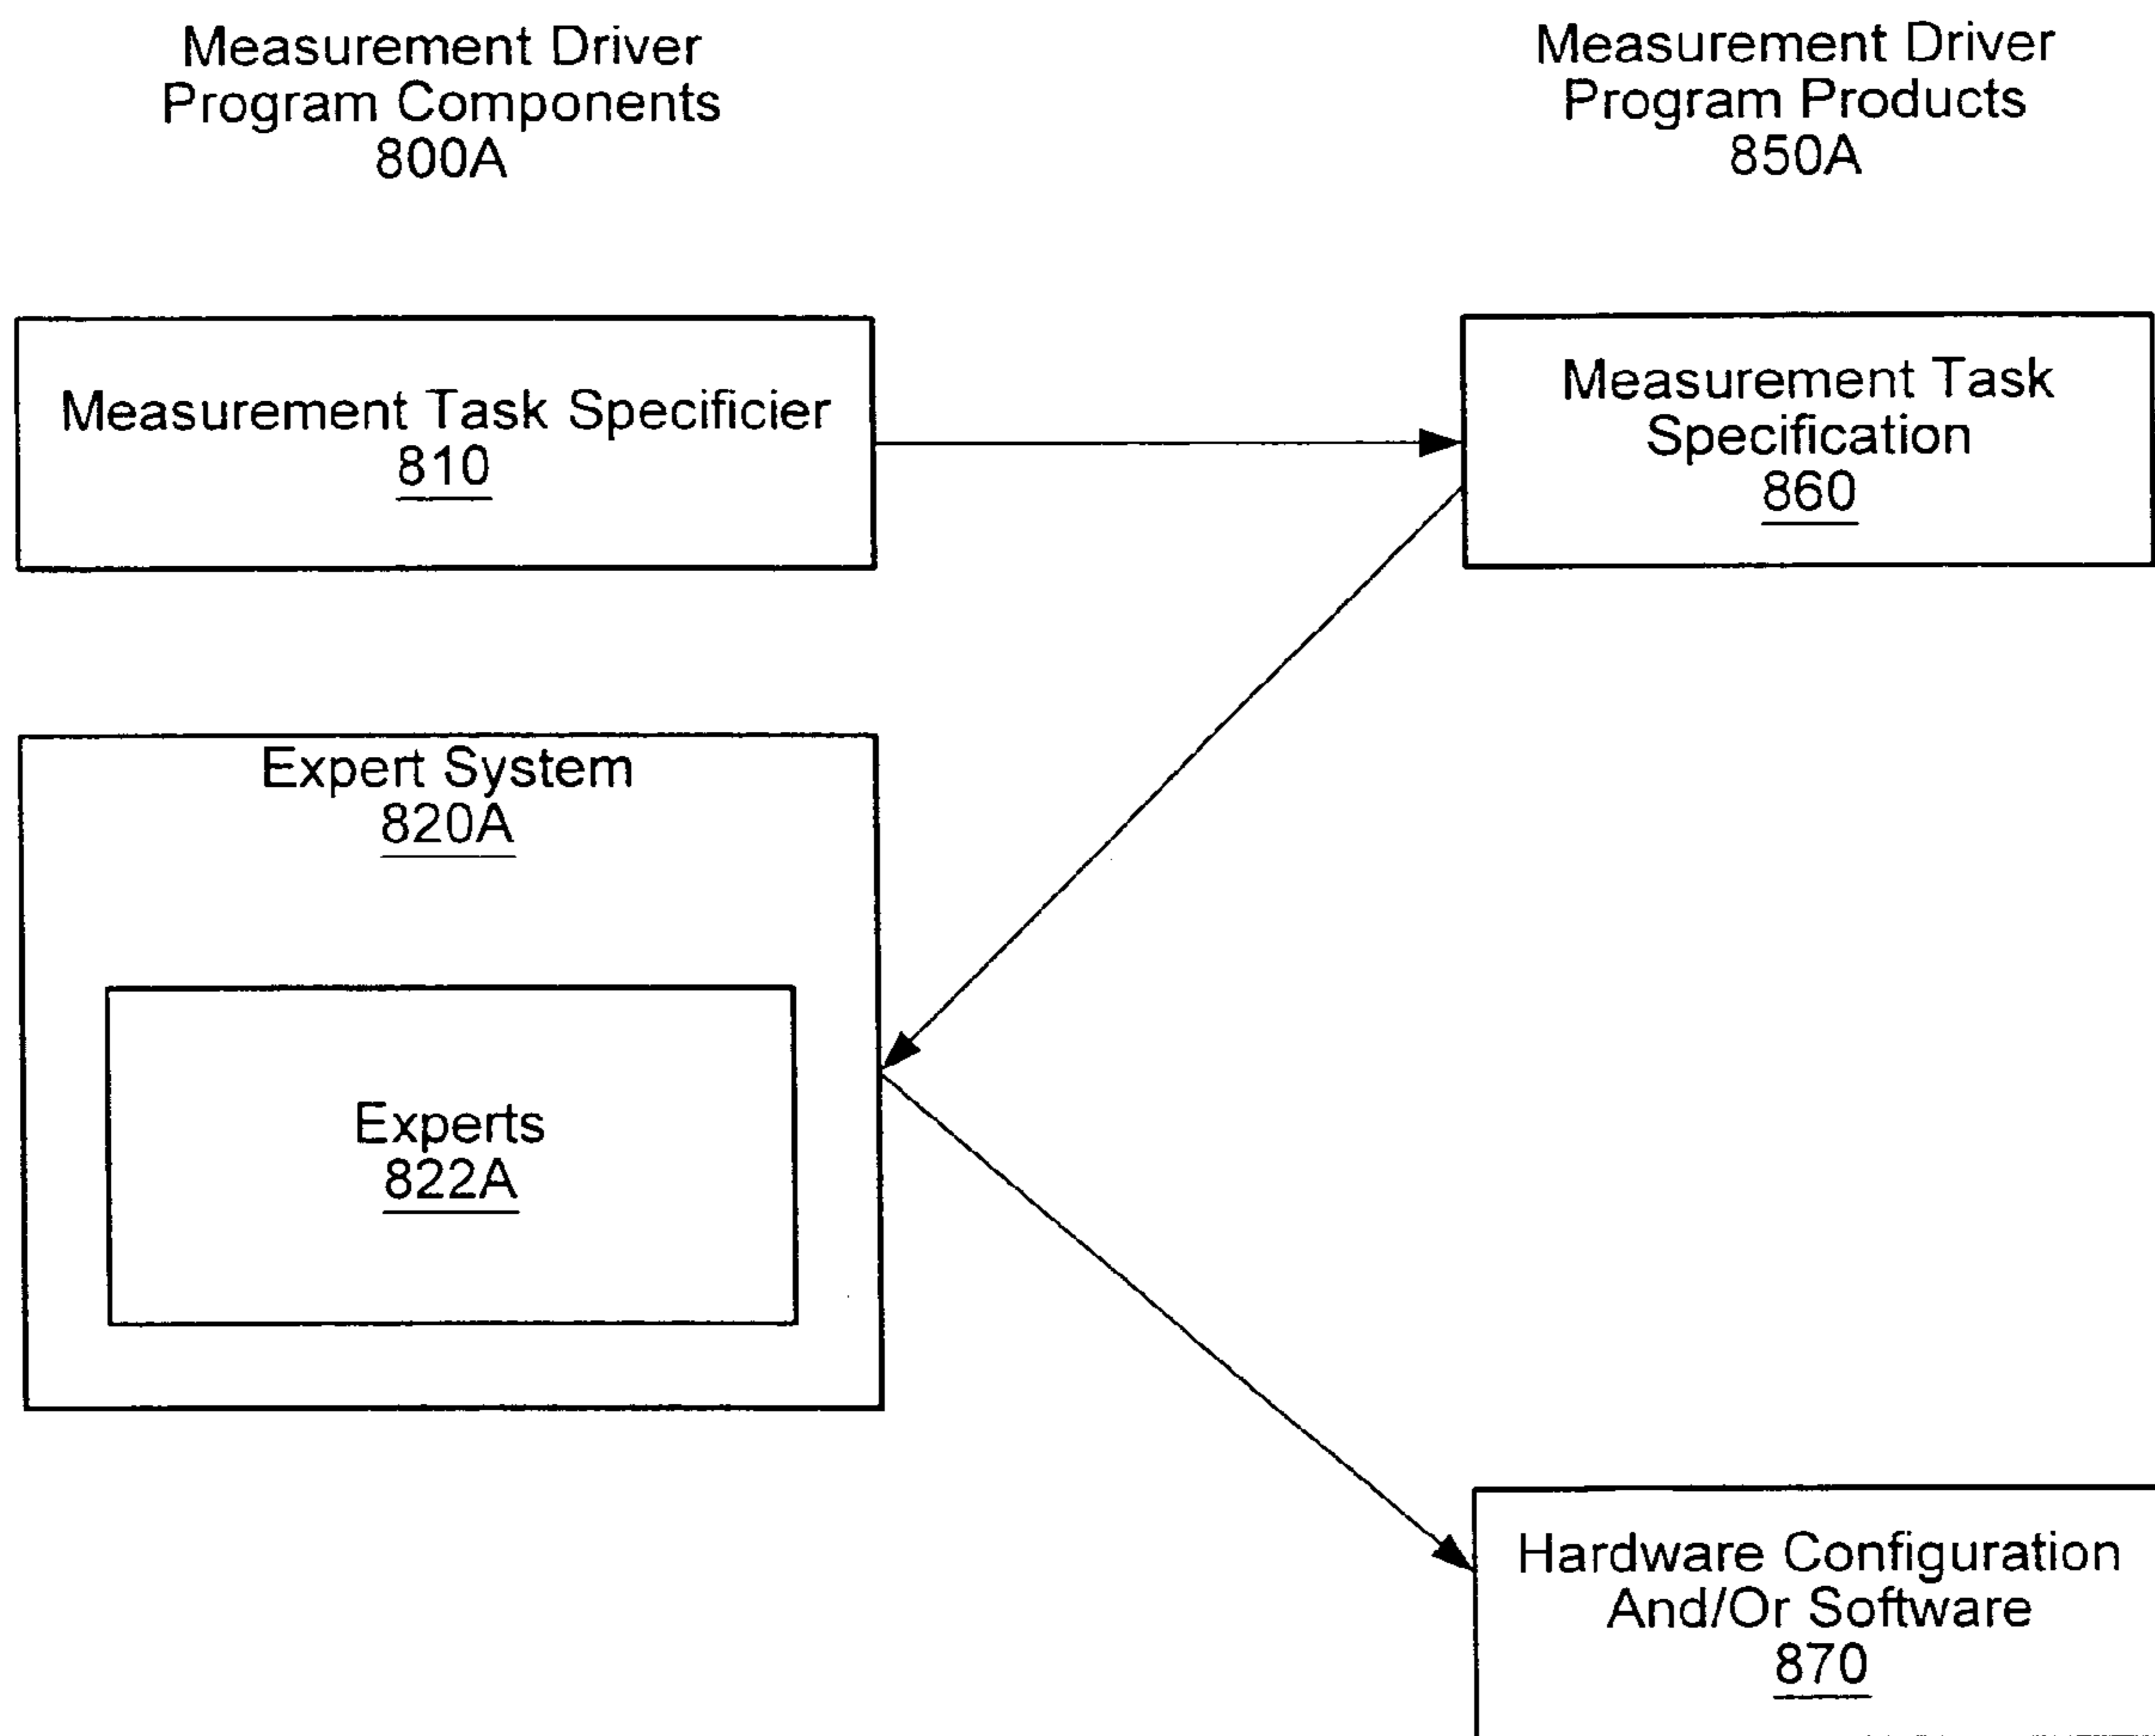 Measurement Driver
Program Components
800A
Measurement Driver
Program Products
850A
Measurement Task Specificier
810
Measurement Task
Specification
860
Expert System
820A
Experts
822A
Hardware Configuration
And/Or Software
870